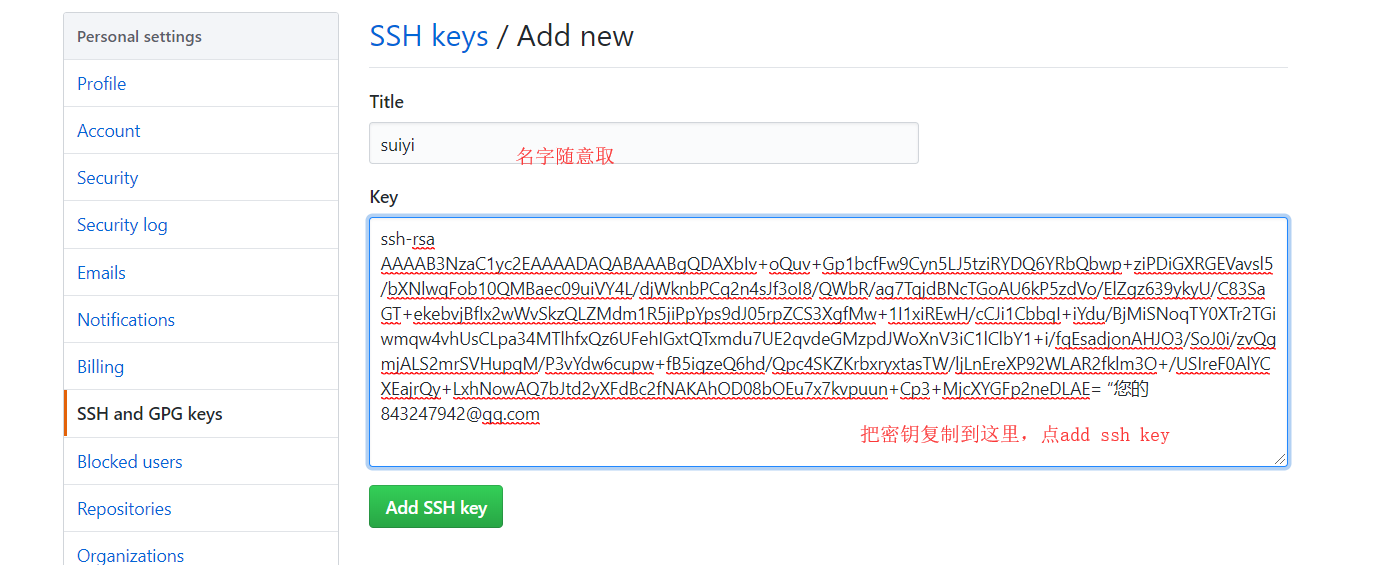 Personal settings
Profile
Account
Security
Security log
Emails
Notifications
Billing
SSH and GPG keys
Blocked users
Repositories
Organizations
SSH keys / Add new
Title
suiyi
名字随意取
Key
ssh-rsa
AAAAB3NzaC1yc2EAAAADAQABAAABgQDAXbIv+oQuv+Gp1bcfFw9Cyn5LJ5tziRYDQ6YRbQbwp+ziPDiGXRGEVavsI5
/bXNlwqFob10QMBaec09uiVY4L/djWknbPCq2n4sJf3oI8/QWbR/ag7TqjdBNcTGoAU6kP5zdVo/ElZgz639ykyU/C83Sa
GT+ekebvjBfIx2wWvSkzQLZMdm1R5jiPpYps9dJ05rpZCS3XqfMw+1I1xiREwH/cCJi1CbbqI+iYdu/BjMiSNoqTY0XTr2TGi
wmqw4vhUsCLpa34MTlhfxQz6UFehIGxtQTxmdu7UE2qvdeGMzpdJWoXnV3iC1lClbY1+i/fqEsadjonAHJO3/SoJ0i/zvQg
mjALS2mrSVHupqM/P3vYdw6cupw+fB5iqzeQ6hd/Qpc4SKZKrbxryxtasTW/ljLnEreXP92WLAR2fklm3O+/USIreF0AlYC
XEajrQy+LxhNowAQ7bJtd2yXFdBc2fNAKAhOD08bOEu7x7kvpuun+Cp3+MjcXYGFp2neDLAE= “您的
843247942@qq.com
把密钥复制到这里，点add ssh key
Add SSH key